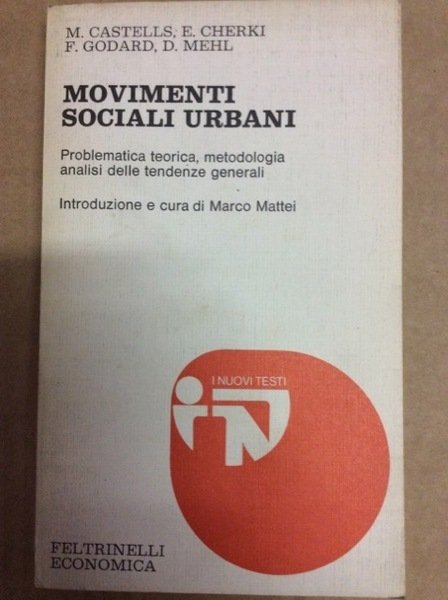 M. CASTELLS, E. CHERKI
F. GODARD, D. MEHL
MOVIMENTI
SOCIALI URBANI
Problematica teorica, metodologia
analisi delle tendenze generali
Introduzione e cura di Marco Mattei
I NUOVI TESTI
iNT
FELTRINELLI
ECONOMICA